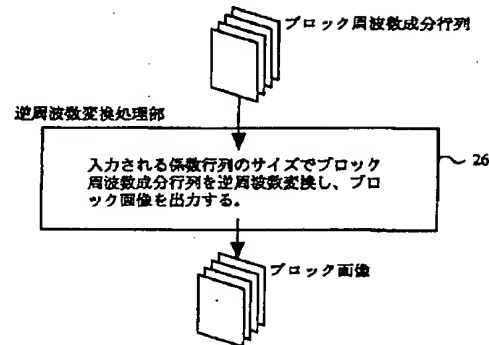 ブロック周波数成分行列
逆周波数変換処理部
入力される係数行列のサイズでブロック
周波数成分行列を逆周波数変換し、ブロ
ック画像を出力する。
26
ブロック画像